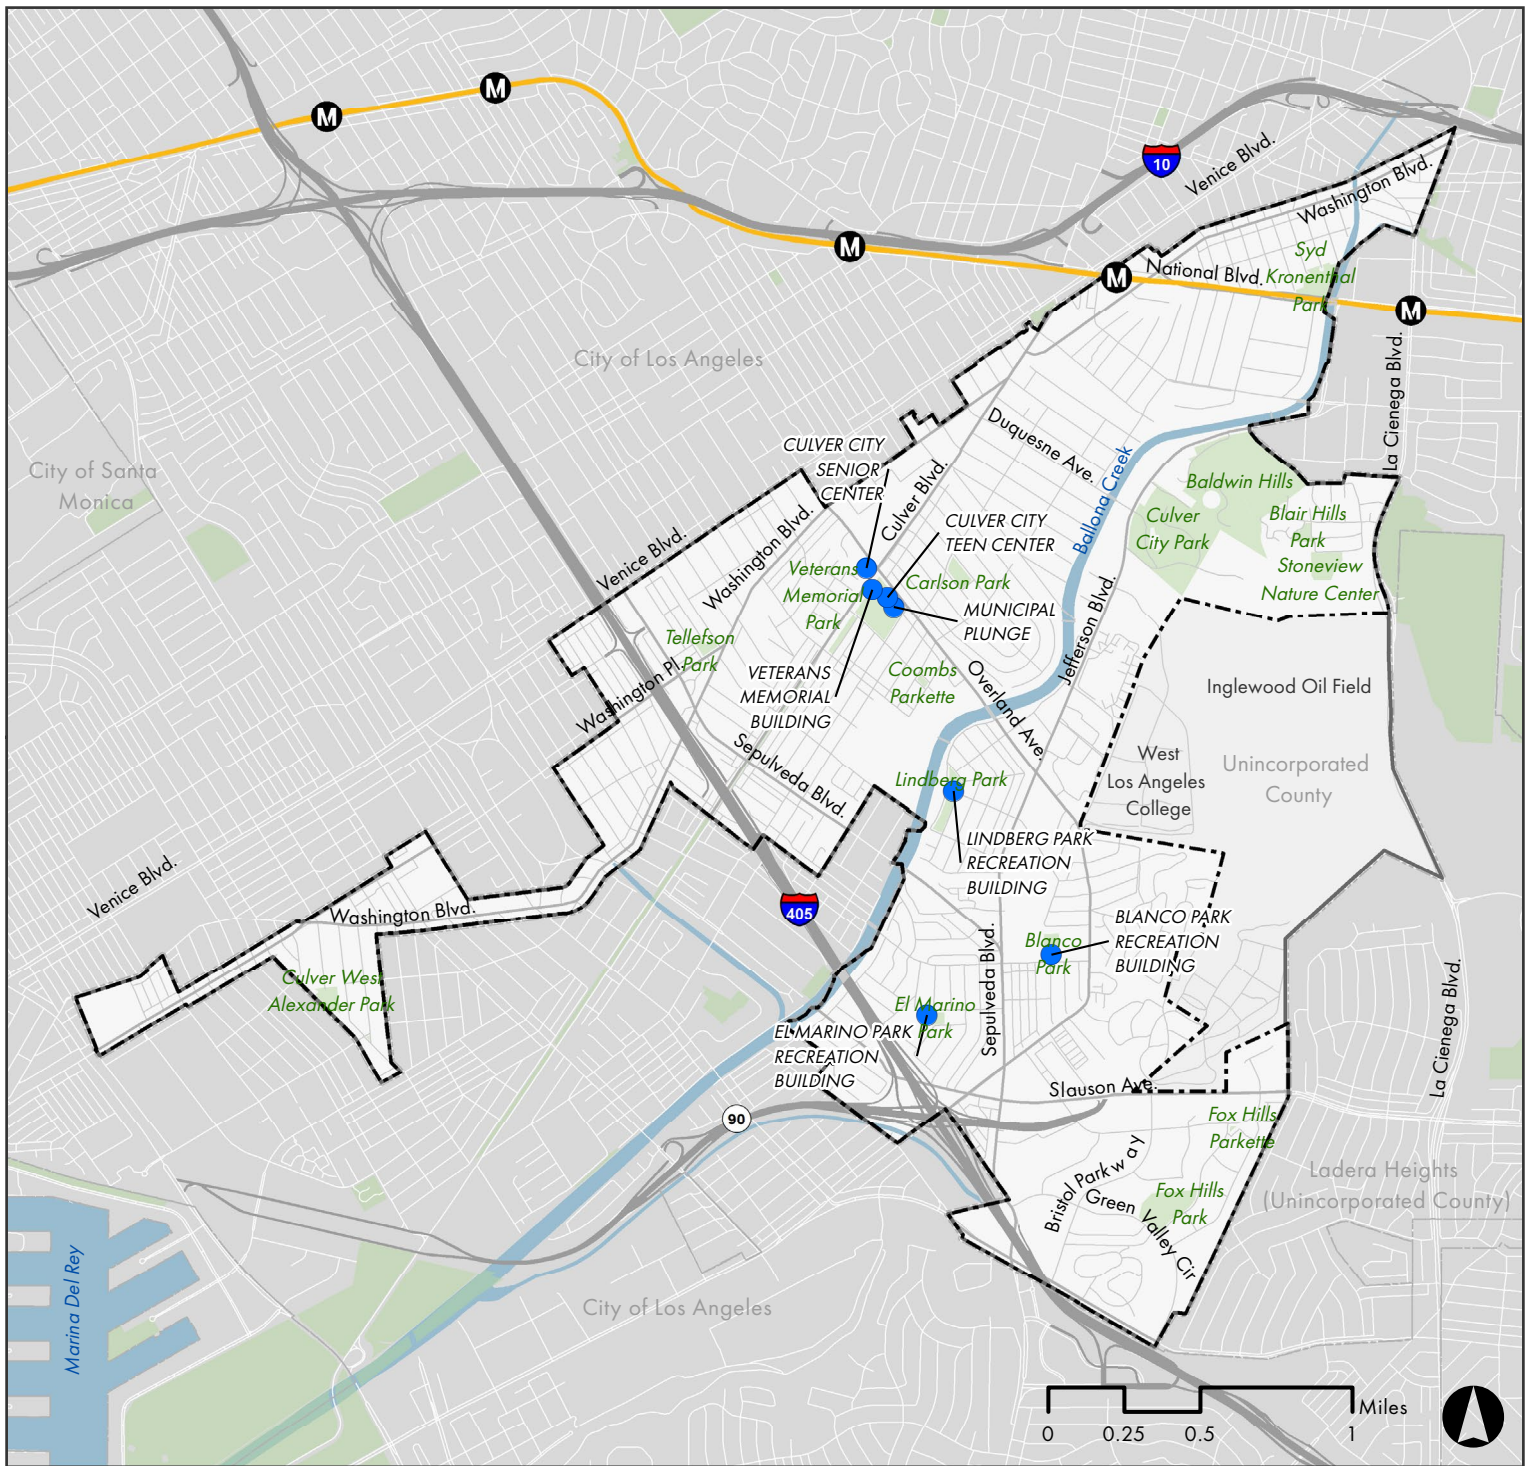 M
M
10
Venice Blvd.
Washington Blvd.
M
Syd
Kronenthal
Park
National Blvd.
M
M
City of Los Angeles
La Cienega Blvd.
Duquesne Ave.
CULVER CITY
SENIOR
CENTER
Culver Blvd.
Ballona Creek
City of Santa
Monica
Baldwin Hills
Culver
City Park
Blair Hills
Park
Stoneview
Nature Center
Venice Blvd.
Washington Blvd.
CULVER CITY
TEEN CENTER
Veterans
Memorial
Park
Carlson Park
MUNICIPAL
PLUNGE
Tellefson
Park
Washington Pl.
VETERANS
MEMORIAL
BUILDING
Coombs
Parkette
Overland Ave.
Jefferson Blvd.
Inglewood Oil Field
West
Los Angeles
College
Unincorporated
County
Sepulveda Blvd.
Lindberg Park
LINDBERG PARK
RECREATION
BUILDING
Venice Blvd.
Washington Blvd.
405
Sepulveda Blvd.
Blanco
Park
BLANCO PARK
RECREATION
BUILDING
Culver West
Alexander Park
El Marino
Park
EL MARINO PARK
RECREATION
BUILDING
La Cienega Blvd.
Slauson Ave.
90
Fox Hills
Parkette
Bristol Parkway
Green Valley Cir
Fox Hills
Park
Ladera Heights
(Unincorporated County)
Marina Del Rey
City of Los Angeles
Miles
0 0.25 0.5 1